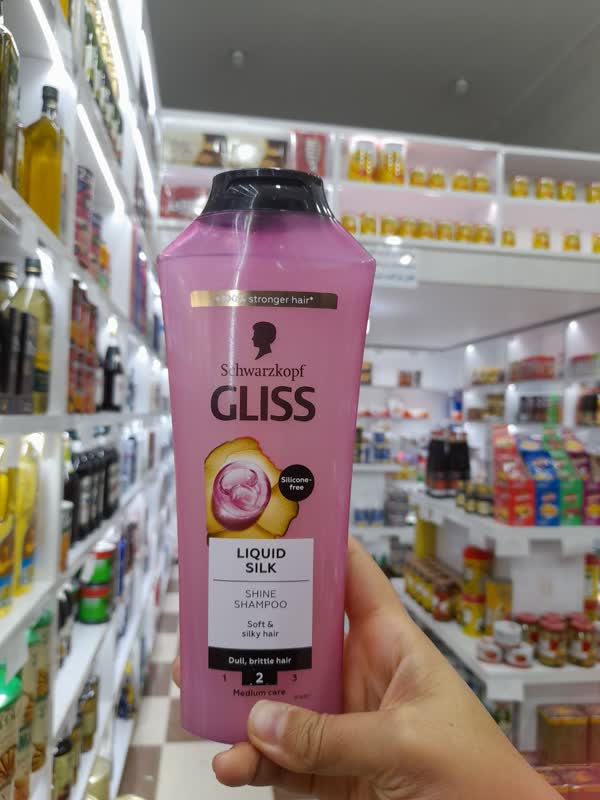 stronger hair*
Schwarzkopf
GLISS
Silicone-
free
LIQUID
SILK
SHINE
SHAMPOO
Soft &
silky hair
Dull, brittle hair
1 2 3
Medium care